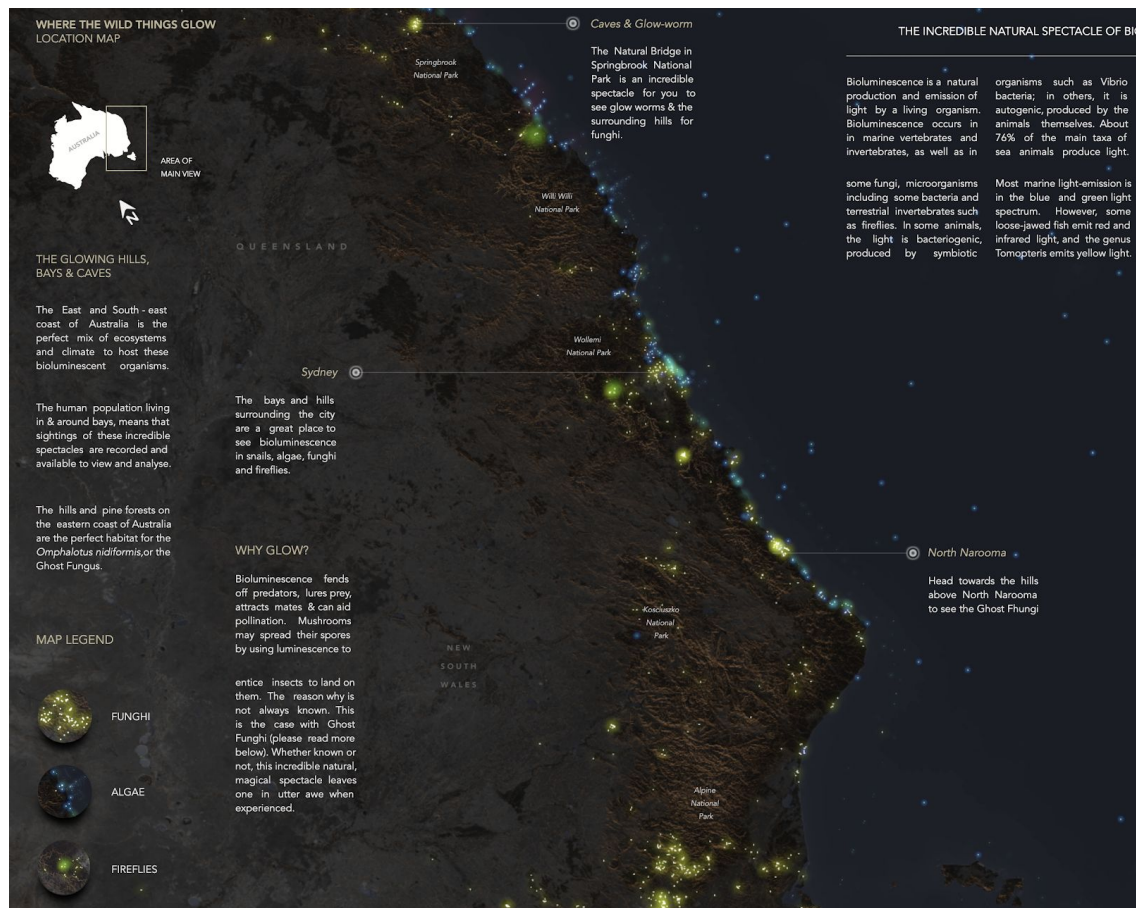 WHERE THE WILD THINGS GLOW
LOCATION MAP
AUSTRALIA
AREA OF
MAIN VIEW
N
THE GLOWING HILLS,
BAYS & CAVES
The East and South - east
coast of Australia is the
perfect mix of ecosystems
and climate to host these
bioluminescent organisms.
The human population living
in & around bays, means that
sightings of these incredible
spectacles are recorded and
available to view and analyse.
The hills and pine forests on
the eastern coast of Australia
are the perfect habitat for the
Omphalotus nidiformis,or the
Ghost Fungus.
MAP LEGEND
FUNGHI
ALGAE
FIREFLIES
QUEENSLAND
Sydney
The bays and hills
surrounding the city
are a great place to
see bioluminescence
in snails, algae, funghi
and fireflies.
WHY GLOW?
Bioluminescence fends
off predators, lures prey,
attracts mates & can aid
pollination. Mushrooms
may spread their spores
by using luminescence to
entice insects to land on
them. The reason why is
not always known. This
is the case with Ghost
Funghi (please read more
below). Whether known or
not, this incredible natural,
magical spectacle leaves
one in utter awe when
experienced.
Springbrook
National Park
Willi Willi
National Park
Wollemi
National Park
Kosciuszko
National
Park
NEW
SOUTH
WALES
Alpine
National
Park
Caves & Glow-worm
The Natural Bridge in
Springbrook National
Park is an incredible
spectacle for you to
see glow worms & the
surrounding hills for
funghi.
North Narooma
Head towards the hills
above North Narooma
to see the Ghost Fhungi
THE INCREDIBLE NATURAL SPECTACLE OF BIO
Bioluminescence is a natural
production and emission of
light by a living organism.
Bioluminescence occurs in
in marine vertebrates and
invertebrates, as well as in
some fungi, microorganisms
including some bacteria and
terrestrial invertebrates such
as fireflies. In some animals,
the light is bacteriogenic,
produced by symbiotic
organisms such as Vibrio
bacteria; in others, it is
autogenic, produced by the
animals themselves. About
76% of the main taxa of
sea animals produce light.
Most marine light-emission is
in the blue and green light
spectrum. However, some
loose-jawed fish emit red and
infrared light, and the genus
Tomopteris emits yellow light.